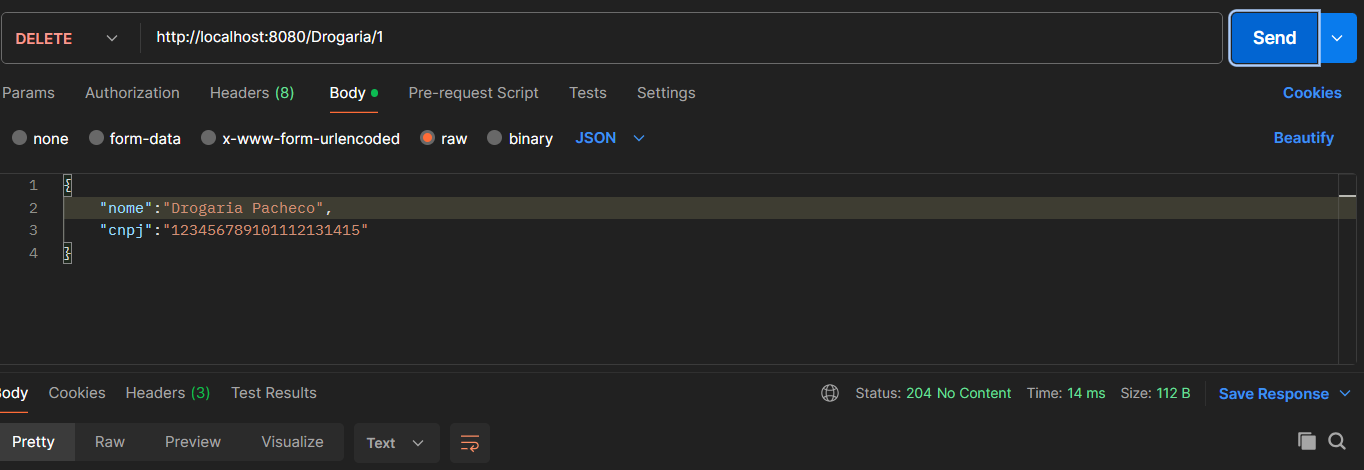 DELETE http://localhost:8080/Drogaria/1 Send
Params Authorization Headers (8) Body Pre-request Script Tests Settings Cookies
none form-data x-www-form-urlencoded raw binary JSON Beautify
1 {
2 "nome":"Drogaria Pacheco",
3 "cnpj":"123456789101112131415"
4 }
Body Cookies Headers (3) Test Results Status: 204 No Content Time: 14 ms Size: 112 B Save Response
Pretty Raw Preview Visualize Text